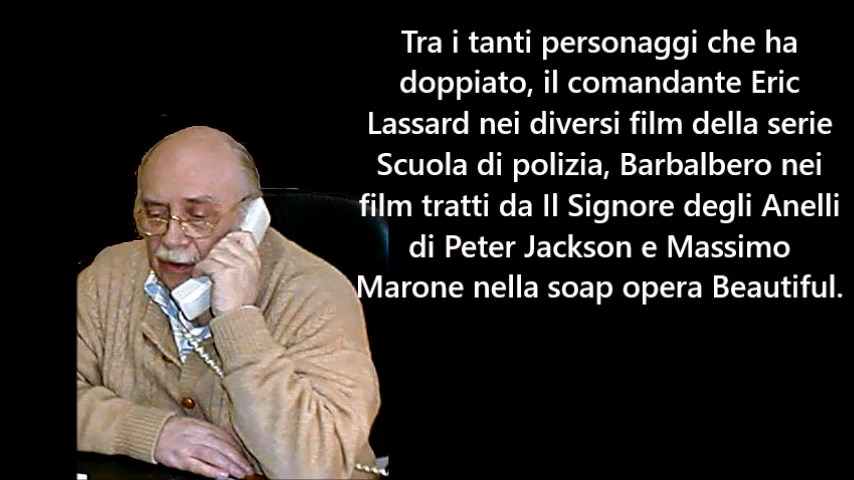 Tra i tanti personaggi che ha
doppiato, il comandante Eric
Lassard nei diversi film della serie
Scuola di polizia, Barbalbero nei
film tratti da Il Signore degli Anelli
di Peter Jackson e Massimo
Marone nella soap opera Beautiful.